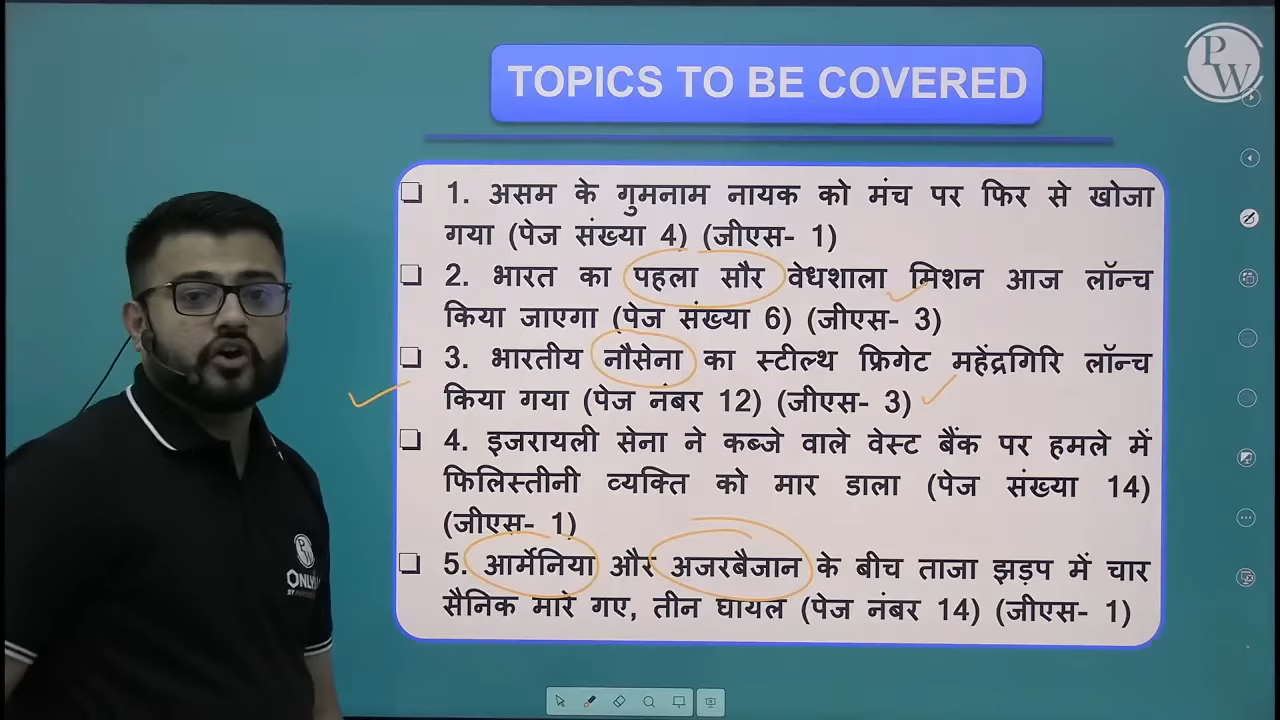 TOPICS TO BE COVERED
PW
1. असम के गुमनाम नायक को मंच पर फिर से खोजा
गया (पेज संख्या 4) (जीएस- 1)
2. भारत का पहला सौर वेधशाला मिशन आज लॉन्च
किया जाएगा (पेज संख्या 6) (जीएस- 3)
3. भारतीय नौसेना का स्टील्थ फ्रिगेट महेंद्रगिरि लॉन्च
किया गया (पेज नंबर 12) (जीएस- 3)
4. इजरायली सेना ने कब्जे वाले वेस्ट बैंक पर हमले में
फिलिस्तीनी व्यक्ति को मार डाला (पेज संख्या 14)
(जीएस- 1)
5. आर्मेनिया और अजरबैजान के बीच ताजा झड़प में चार
सैनिक मारे गए, तीन घायल (पेज नंबर 14) (जीएस- 1)